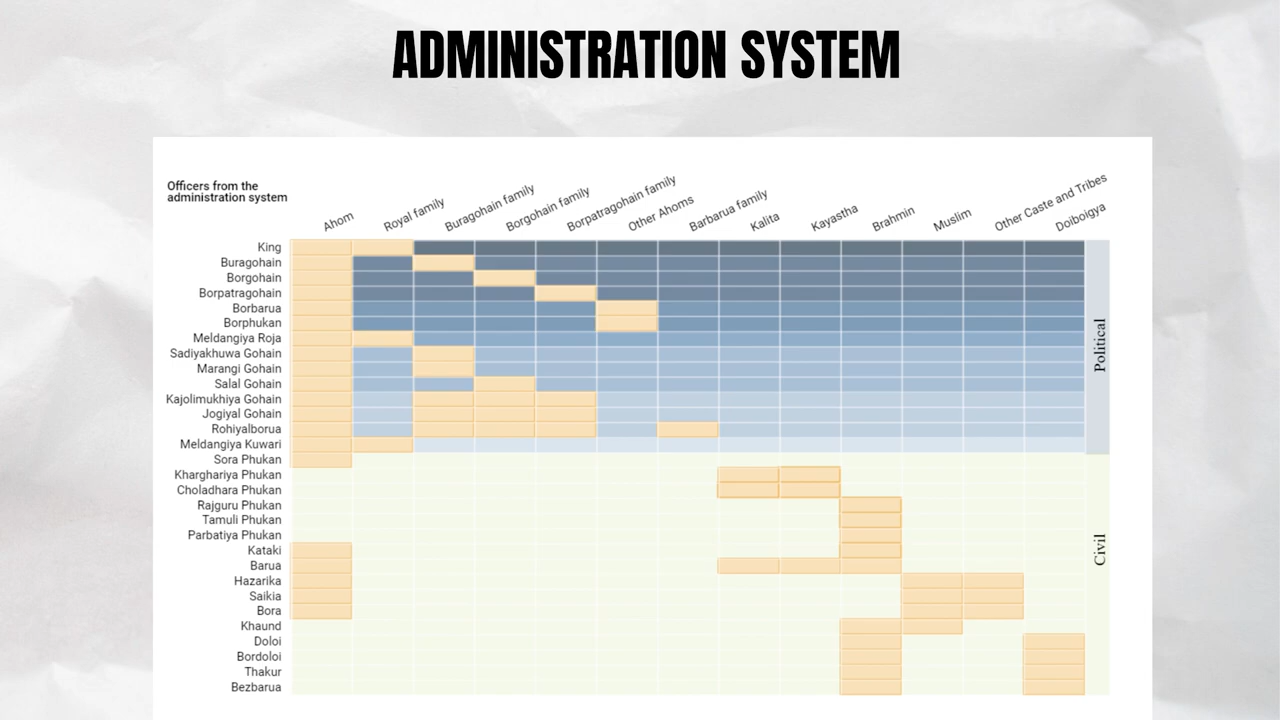 ADMINISTRATION SYSTEM
Officers from the
administration system
Ahom
Royal family
Buragohain family
Borgohain family
Borpatragohain family
Other Ahoms
Barbarua family
Kalita
Kayastha
Brahmin
Muslim
Other Caste and Tribes
Doiboigya
King
Buragohain
Borgohain
Borpatragohain
Borbarua
Borphukan
Meldangiya Roja
Sadiyakhuwa Gohain
Marangi Gohain
Salal Gohain
Kajolimukhiya Gohain
Jogiyal Gohain
Rohiyalborua
Meldangiya Kuwari
Sora Phukan
Kharghariya Phukan
Choladhara Phukan
Rajguru Phukan
Tamuli Phukan
Parbatiya Phukan
Kataki
Barua
Hazarika
Saikia
Bora
Khaund
Doloi
Bordoloi
Thakur
Bezbarua
Political
Civil